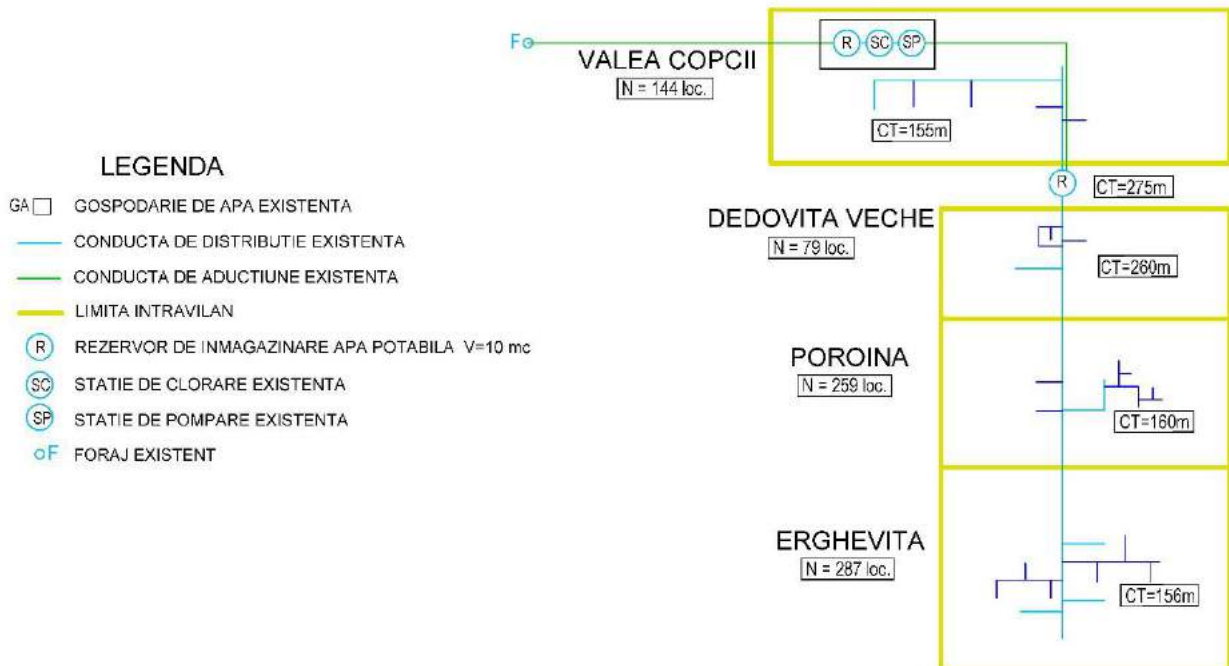 F
R SC SP
VALEA COPCII
N = 144 loc.
CT=155m
LEGENDA
GA GOSPODARIE DE APA EXISTENTA
CONDUCTA DE DISTRIBUTIE EXISTENTA
CONDUCTA DE ADUCTIUNE EXISTENTA
LIMITA INTRAVILAN
R REZERVOR DE INMAGAZINARE APA POTABILA V=10 mc
SC STATIE DE CLORARE EXISTENTA
SP STATIE DE POMPARE EXISTENTA
F FORAJ EXISTENT
R CT=275m
DEDOVITA VECHE
N = 79 loc.
CT=260m
POROINA
N = 259 loc.
CT=160m
ERGHEVITA
N = 287 loc.
CT=156m